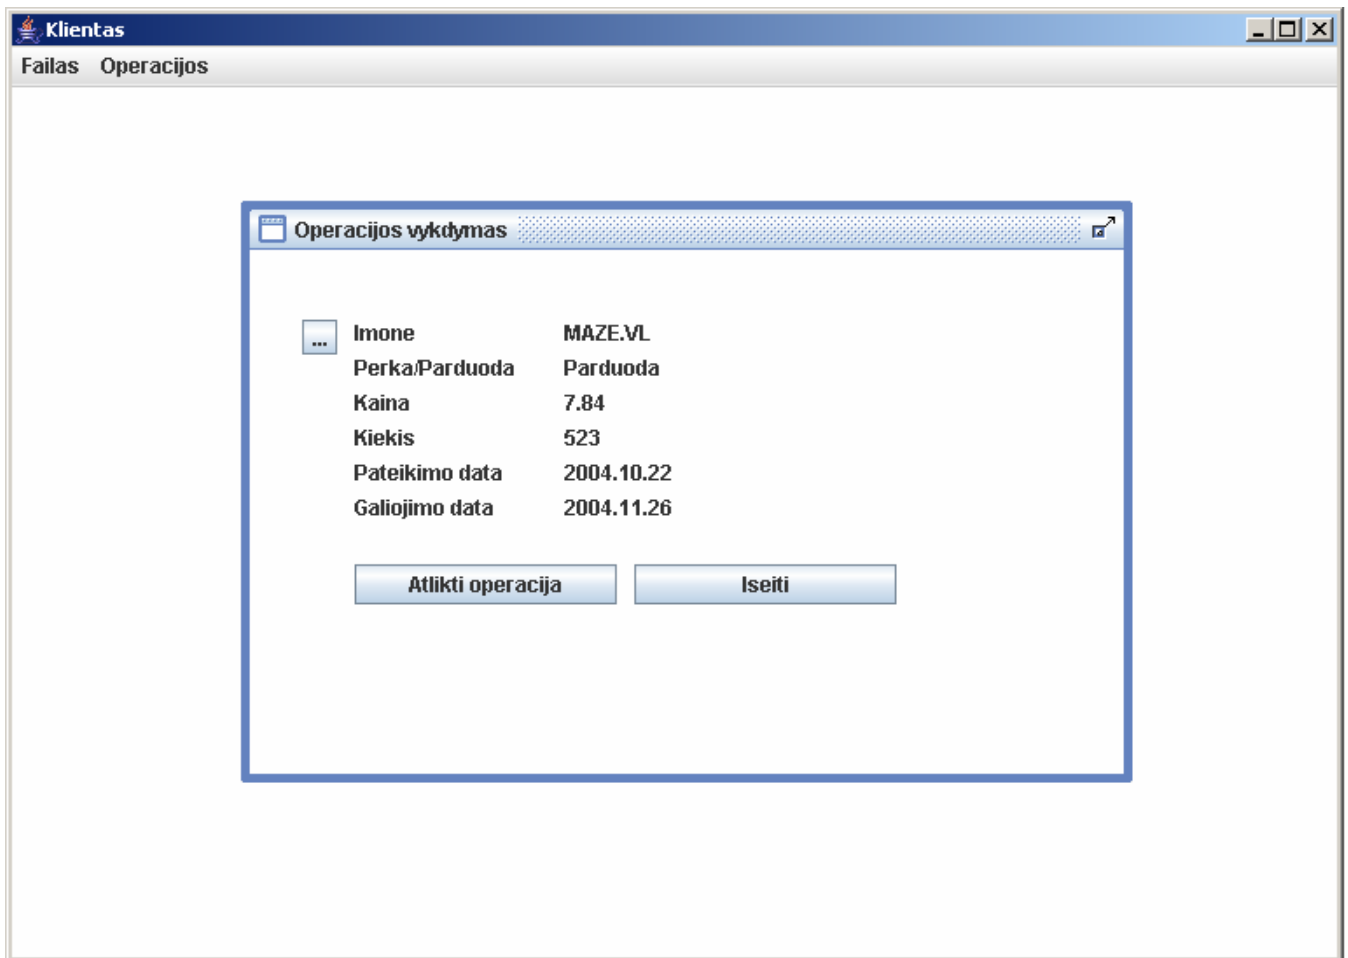 Klientas
Failas Operacijos
Operacijos vykdymas
... Imone MAZE.VL
Perka/Parduoda Parduoda
Kaina 7.84
Kiekis 523
Pateikimo data 2004.10.22
Galiojimo data 2004.11.26
Atlikti operacija Iseiti